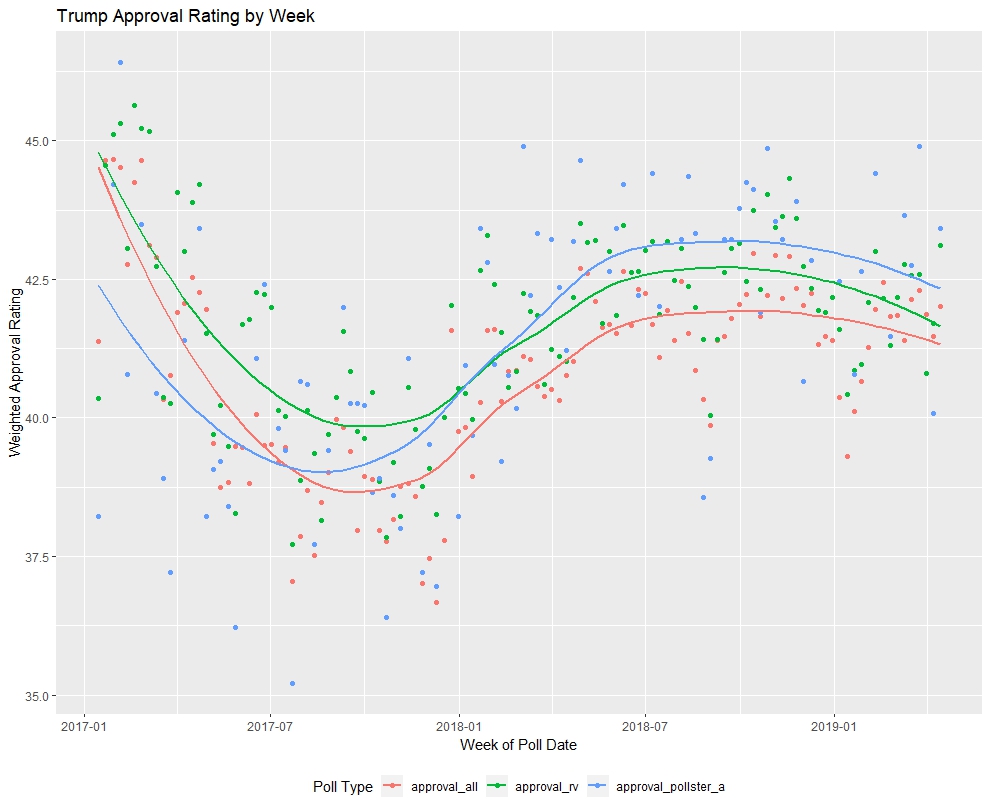 Trump Approval Rating by Week
Weighted Approval Rating
45.0
42.5
40.0
37.5
35.0
2017-01 2017-07 2018-01 2018-07 2019-01
Week of Poll Date
Poll Type approval_all approval_rv approval_pollster_a